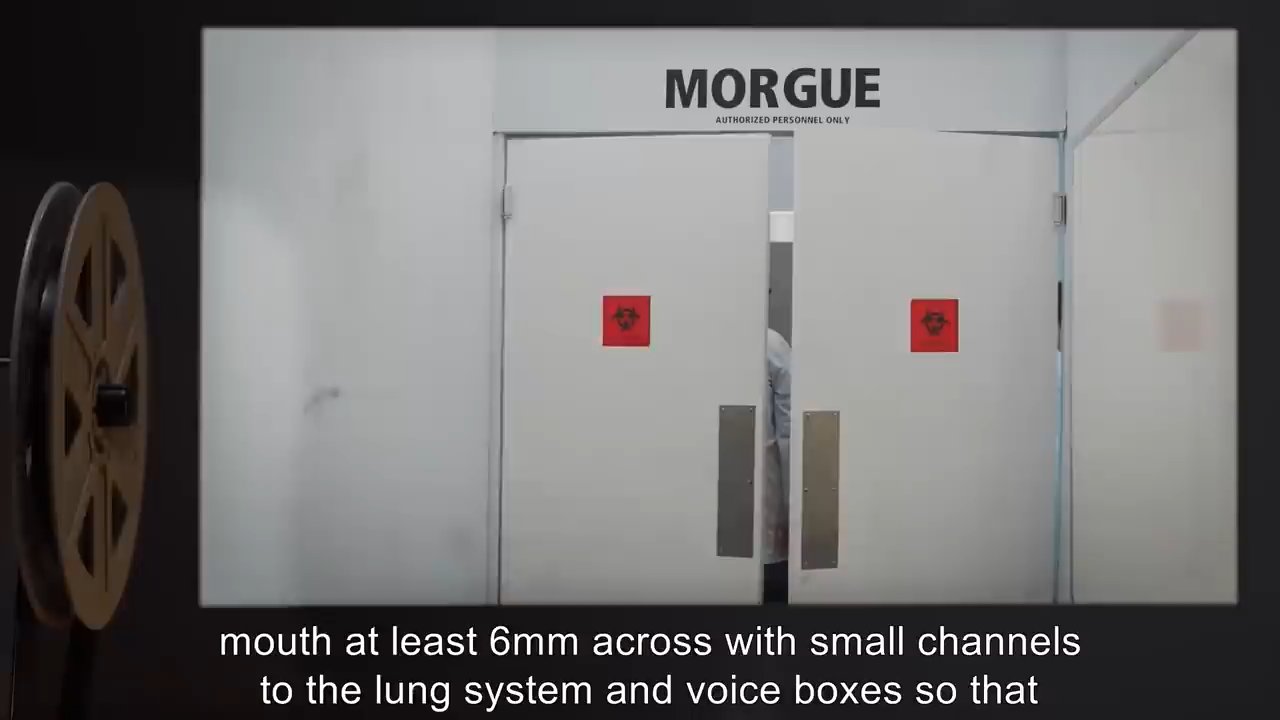 MORGUE
AUTHORIZED PERSONNEL ONLY
mouth at least 6mm across with small channels
to the lung system and voice boxes so that